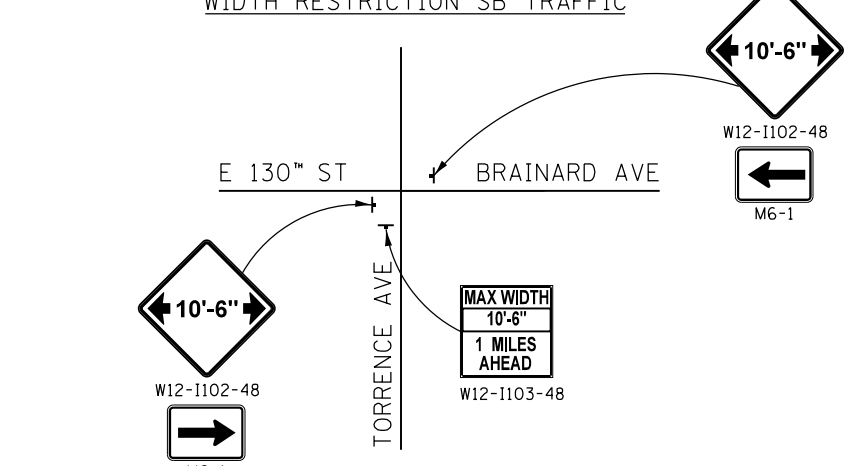 WIDTH RESTRICTION SB TRAFFIC
10'-6"
W12-I102-48
M6-1
E 130TH ST
BRAINARD AVE
TORRENCE AVE
10'-6"
W12-I102-48
MAX WIDTH
10'-6"
1 MILES
AHEAD
W12-I103-48